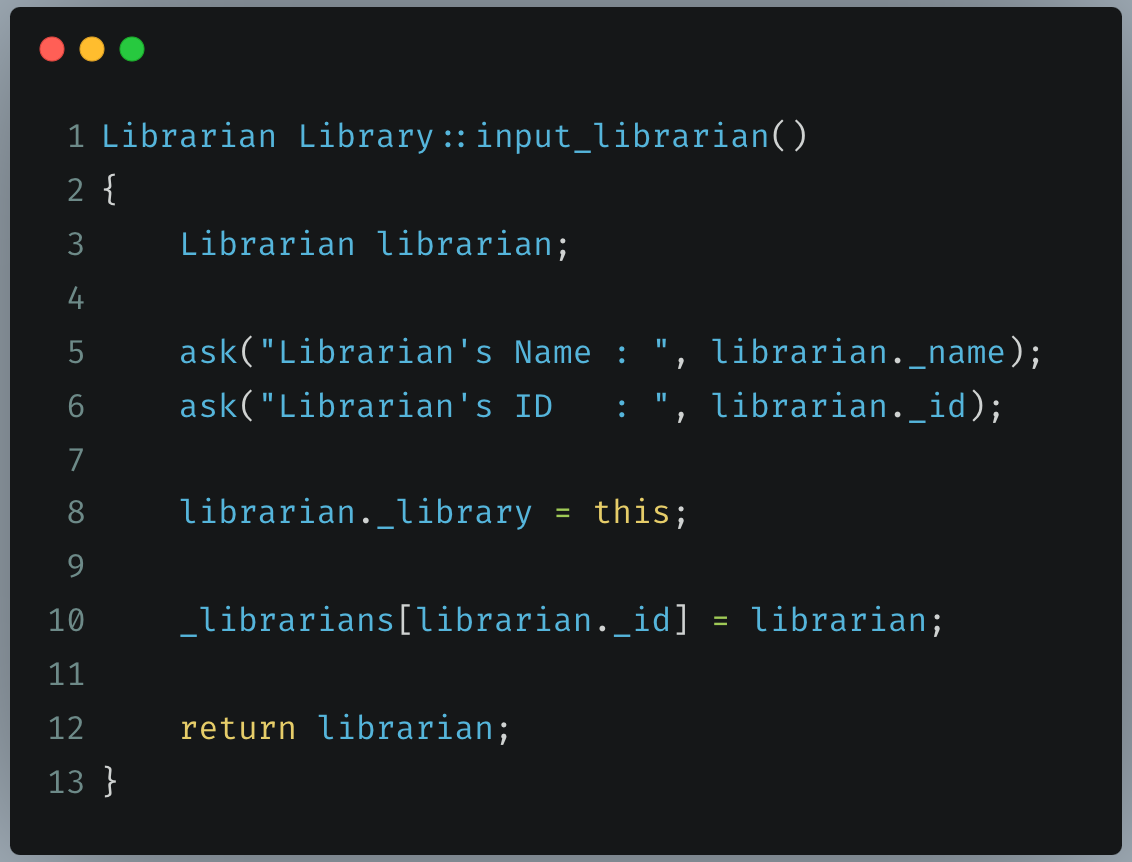 1 Librarian Library::input_librarian()
2 {
3     Librarian librarian;
4
5     ask("Librarian's Name : ", librarian._name);
6     ask("Librarian's ID   : ", librarian._id);
7
8     librarian._library = this;
9
10     _librarians[librarian._id] = librarian;
11
12     return librarian;
13 }